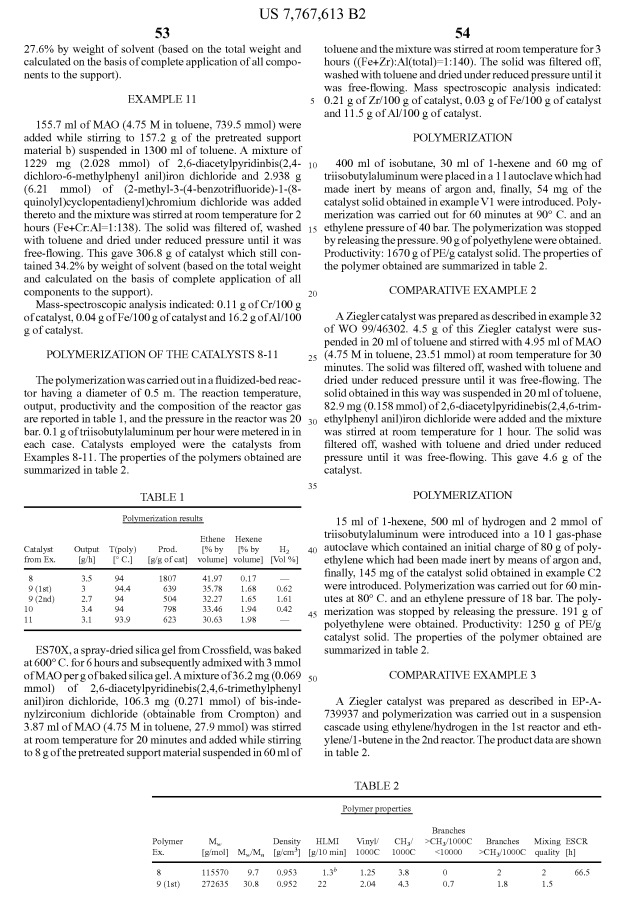 US 7,767,613 B2
53
27.6% by weight of solvent (based on the total weight and
calculated on the basis of complete application of all compo-
nents to the support).
EXAMPLE 11
155.7 ml of MAO (4.75 M in toluene, 739.5 mmol) were
added while stirring to 157.2 g of the pretreated support
material b) suspended in 1300 ml of toluene. A mixture of
1229 mg (2.028 mmol) of 2,6-diacetylpyridinbis(2,4-
dichloro-6-methylphenyl anil)iron dichloride and 2.938 g
(6.21 mmol) of (2-methyl-3-(4-benzotrifluoride)-1-(8-
quinolyl)cyclopentadienyl)chromium dichloride was added
thereto and the mixture was stirred at room temperature for 2
hours (Fe+Cr:Al=1:138). The solid was filtered of, washed
with toluene and dried under reduced pressure until it was
free-flowing. This gave 306.8 g of catalyst which still con-
tained 34.2% by weight of solvent (based on the total weight
and calculated on the basis of complete application of all
components to the support).
Mass-spectroscopic analysis indicated: 0.11 g of Cr/100 g
of catalyst, 0.04 g of Fe/100 g of catalyst and 16.2 g of Al/100
g of catalyst.
POLYMERIZATION OF THE CATALYSTS 8-11
The polymerization was carried out in a fluidized-bed reac-
tor having a diameter of 0.5 m. The reaction temperature,
output, productivity and the composition of the reactor gas
are reported in table 1, and the pressure in the reactor was 20
bar. 0.1 g of triisobutylaluminum per hour were metered in in
each case. Catalysts employed were the catalysts from
Examples 8-11. The properties of the polymers obtained are
summarized in table 2.
TABLE 1
Polymerization results
Ethene Hexene
Catalyst Output T(poly) Prod. [% by [% by H2
from Ex. [g/h] [° C.] [g/g of cat] volume] volume] [Vol %]
8 3.5 94 1807 41.97 0.17 —
9 (1st) 3 94.4 639 35.78 1.68 0.62
9 (2nd) 2.7 94 504 32.27 1.65 1.61
10 3.4 94 798 33.46 1.94 0.42
11 3.1 93.9 623 30.63 1.98 —
ES70X, a spray-dried silica gel from Crossfield, was baked
at 600° C. for 6 hours and subsequently admixed with 3 mmol
of MAO per g of baked silica gel. A mixture of 36.2 mg (0.069
mmol) of 2,6-diacetylpyridinebis(2,4,6-trimethylphenyl
anil)iron dichloride, 106.3 mg (0.271 mmol) of bis-inde-
nylzirconium dichloride (obtainable from Crompton) and
3.87 ml of MAO (4.75 M in toluene, 27.9 mmol) was stirred
at room temperature for 20 minutes and added while stirring
to 8 g of the pretreated support material suspended in 60 ml of
5
10
15
20
25
30
35
40
45
50
54
toluene and the mixture was stirred at room temperature for 3
hours ((Fe+Zr):Al(total)=1:140). The solid was filtered off,
washed with toluene and dried under reduced pressure until it
was free-flowing. Mass spectroscopic analysis indicated:
0.21 g of Zr/100 g of catalyst, 0.03 g of Fe/100 g of catalyst
and 11.5 g of Al/100 g of catalyst.
POLYMERIZATION
400 ml of isobutane, 30 ml of 1-hexene and 60 mg of
triisobutylaluminum were placed in a 1 l autoclave which had
made inert by means of argon and, finally, 54 mg of the
catalyst solid obtained in example V1 were introduced. Poly-
merization was carried out for 60 minutes at 90° C. and an
ethylene pressure of 40 bar. The polymerization was stopped
by releasing the pressure. 90 g of polyethylene were obtained.
Productivity: 1670 g of PE/g catalyst solid. The properties of
the polymer obtained are summarized in table 2.
COMPARATIVE EXAMPLE 2
A Ziegler catalyst was prepared as described in example 32
of WO 99/46302. 4.5 g of this Ziegler catalyst were sus-
pended in 20 ml of toluene and stirred with 4.95 ml of MAO
(4.75 M in toluene, 23.51 mmol) at room temperature for 30
minutes. The solid was filtered off, washed with toluene and
dried under reduced pressure until it was free-flowing. The
solid obtained in this way was suspended in 20 ml of toluene,
82.9 mg (0.158 mmol) of 2,6-diacetylpyridinebis(2,4,6-trim-
ethylphenyl anil)iron dichloride were added and the mixture
was stirred at room temperature for 1 hour. The solid was
filtered off, washed with toluene and dried under reduced
pressure until it was free-flowing. This gave 4.6 g of the
catalyst.
POLYMERIZATION
15 ml of 1-hexene, 500 ml of hydrogen and 2 mmol of
triisobutylaluminum were introduced into a 10 l gas-phase
autoclave which contained an initial charge of 80 g of poly-
ethylene which had been made inert by means of argon and,
finally, 145 mg of the catalyst solid obtained in example C2
were introduced. Polymerization was carried out for 60 min-
utes at 80° C. and an ethylene pressure of 18 bar. The poly-
merization was stopped by releasing the pressure. 191 g of
polyethylene were obtained. Productivity: 1250 g of PE/g
catalyst solid. The properties of the polymer obtained are
summarized in table 2.
COMPARATIVE EXAMPLE 3
A Ziegler catalyst was prepared as described in EP-A-
739937 and polymerization was carried out in a suspension
cascade using ethylene/hydrogen in the 1st reactor and eth-
ylene/1-butene in the 2nd reactor. The product data are shown
in table 2.
TABLE 2
Polymer properties
Branches
Polymer Mw Density HLMI Vinyl/ CH3/ >CH3/1000C Branches Mixing ESCR
Ex. [g/mol] Mw/Mn [g/cm3] [g/10 min] 1000C 1000C <10000 >CH3/1000C quality [h]
8 115570 9.7 0.953 1.3b 1.25 3.8 0 2 2 66.5
9 (1st) 272635 30.8 0.952 22 2.04 4.3 0.7 1.8 1.5